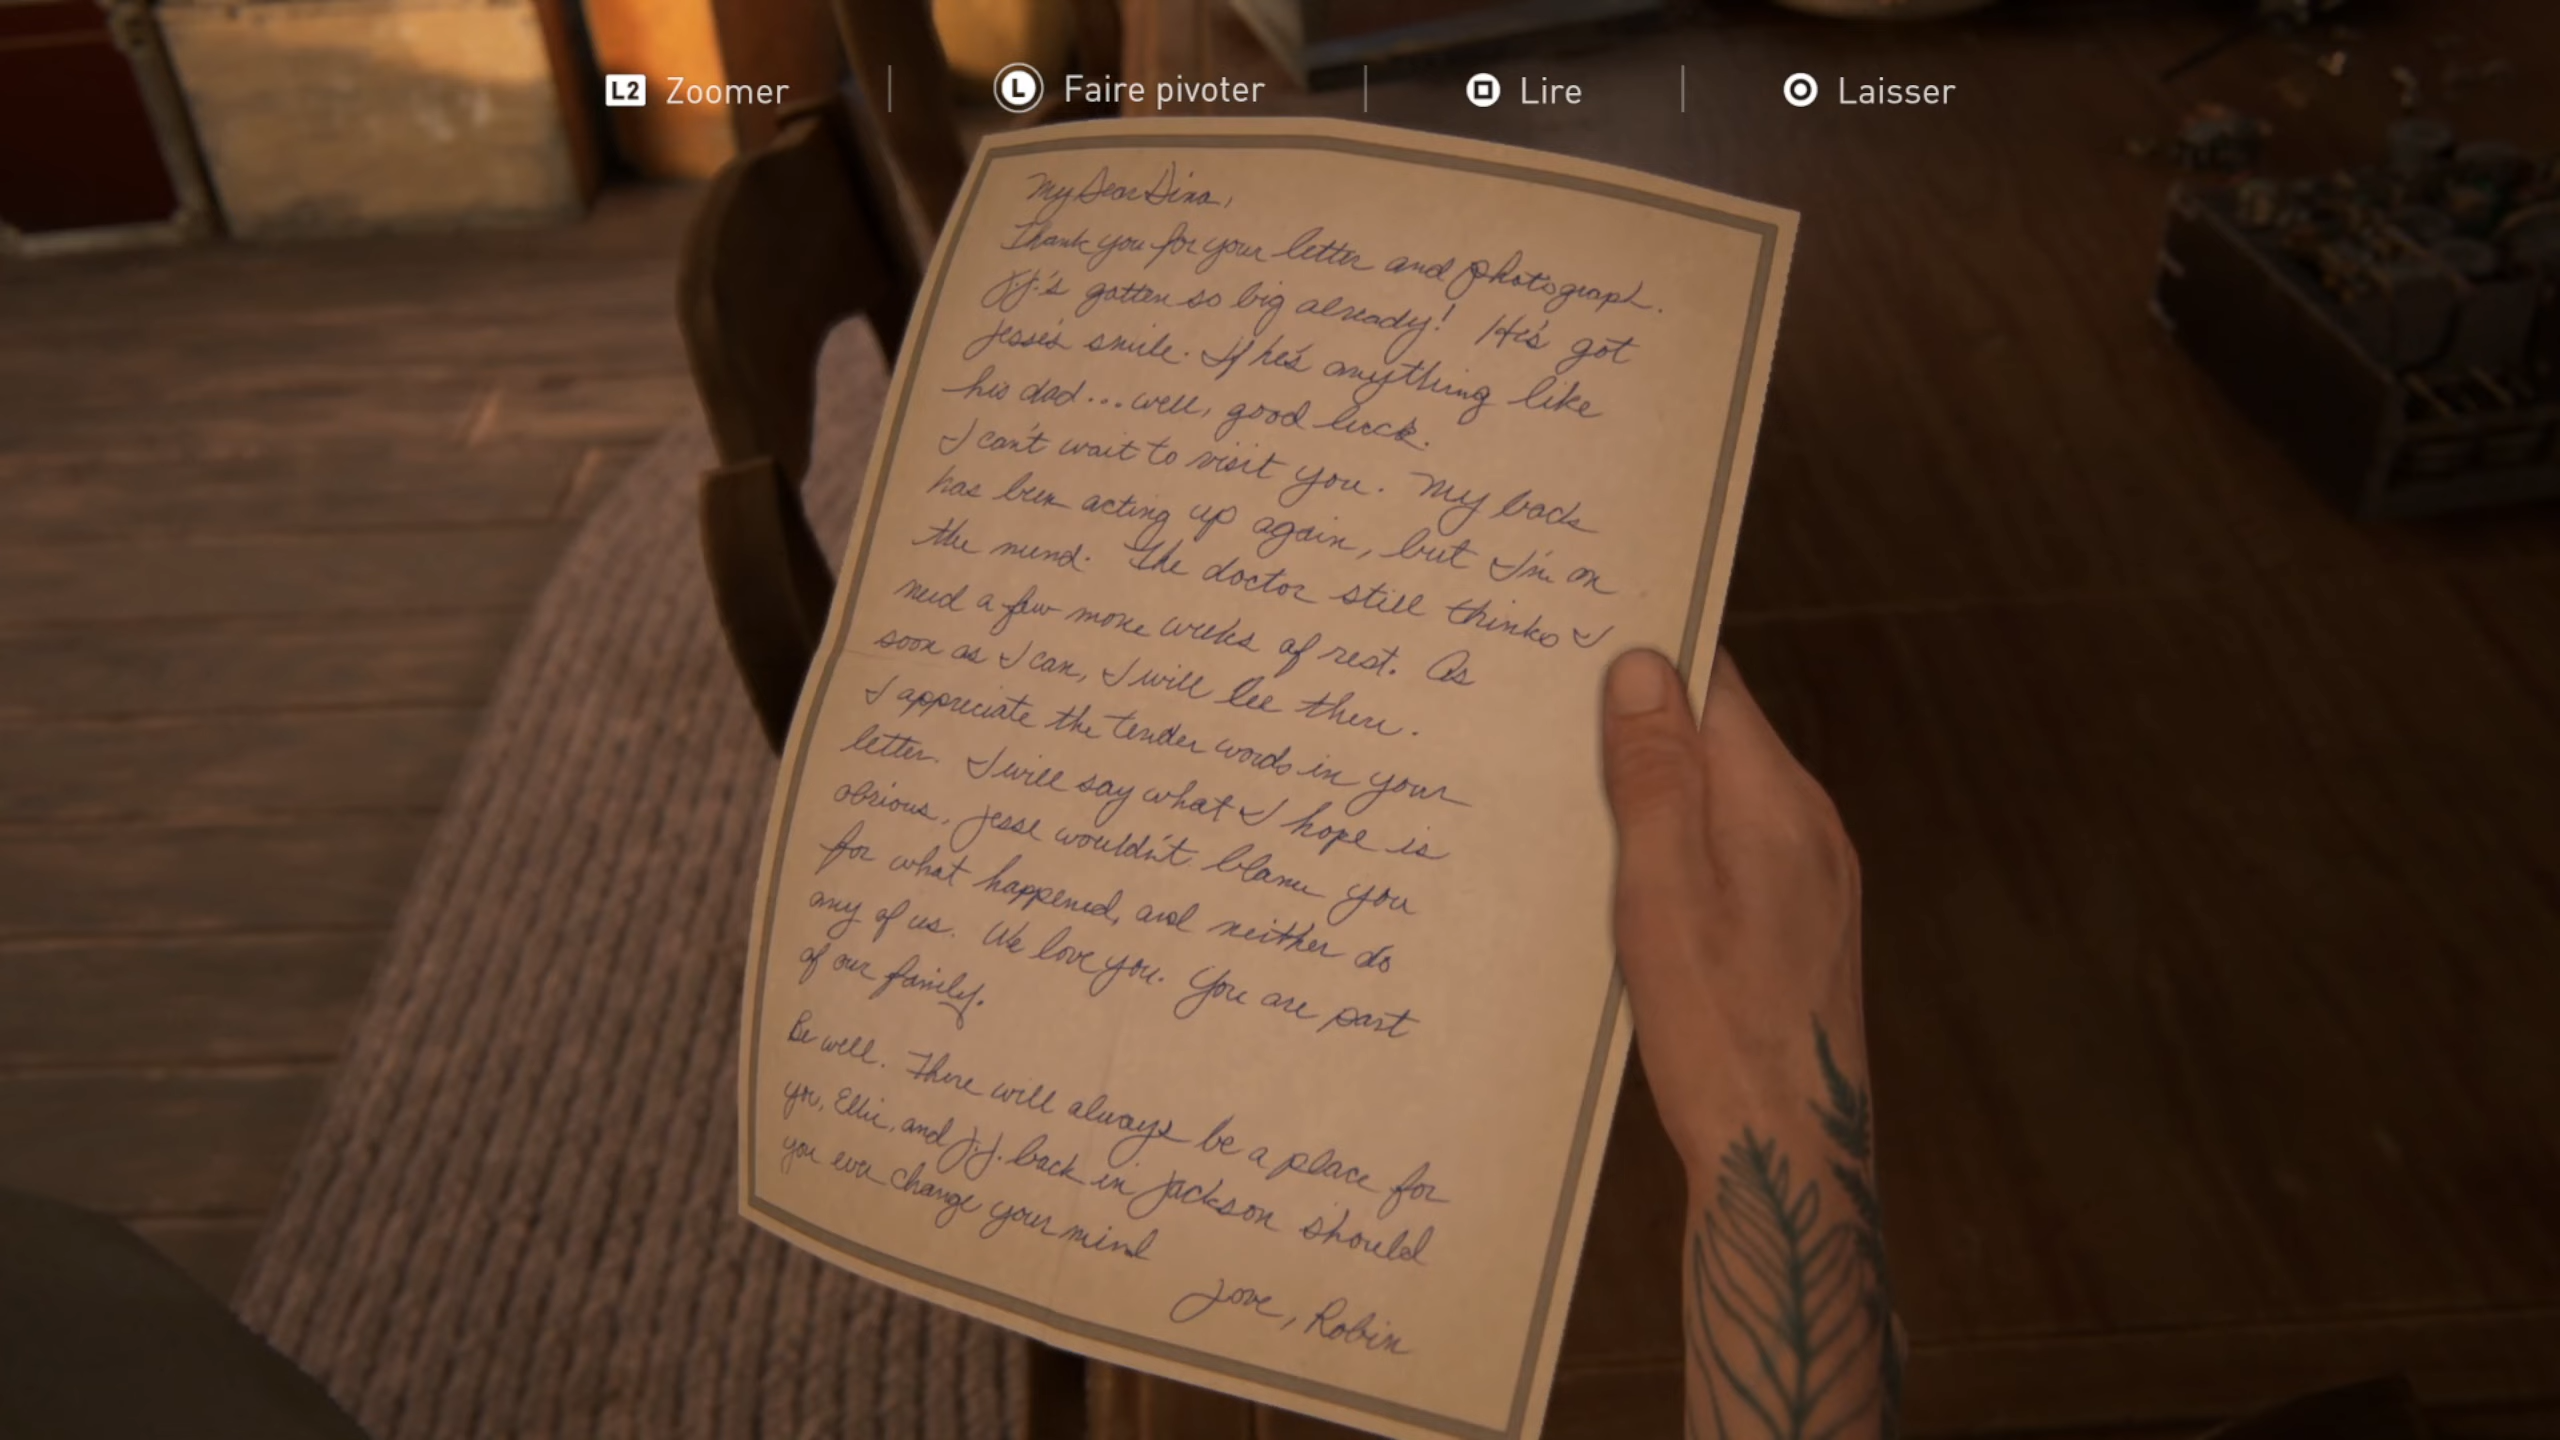 L2 Zoomer L Faire pivoter Lire Laisser
My Dear Dina,
Thank you for your letter and photograph.
J.J.'s gotten so big already! He's got
Jesse's smile. If he's anything like
his dad... well, good luck.
I can't wait to visit you. My back
has been acting up again, but I'm on
the mend. The doctor still thinks I
need a few more weeks of rest. As
soon as I can, I will bee there.
I appreciate the tender words in your
letter. I will say what I hope is
obvious, Jesse wouldn't blame you
for what happened, and neither do
any of us. We love you. You are part
of our family.
Be well. There will always be a place for
you, Ellie, and J.J. back in Jackson should
you ever change your mind
Love, Robin